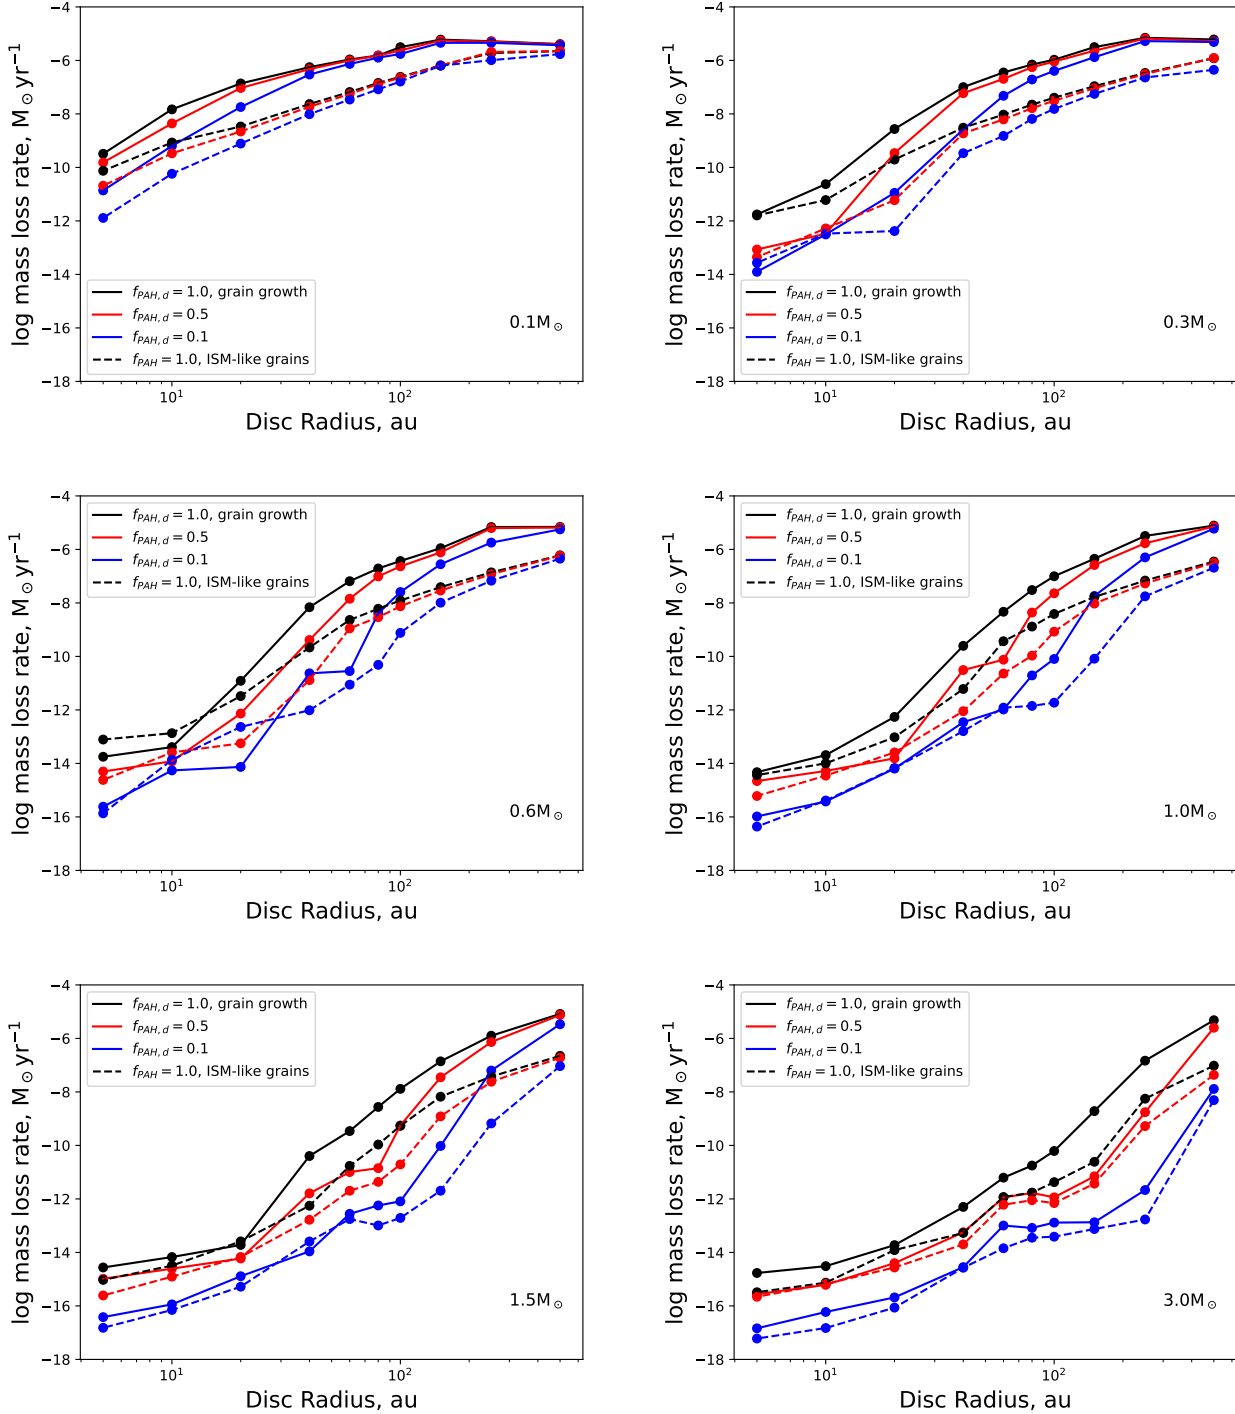 log mass loss rate, M⊙yr⁻¹
−4
−6
−8
−10
−12
−14
−16
−18
f_PAH,d = 1.0, grain growth
f_PAH,d = 0.5
f_PAH,d = 0.1
f_PAH = 1.0, ISM-like grains
0.1M⊙
10¹ 10²
Disc Radius, au
log mass loss rate, M⊙yr⁻¹
−4
−6
−8
−10
−12
−14
−16
−18
f_PAH,d = 1.0, grain growth
f_PAH,d = 0.5
f_PAH,d = 0.1
f_PAH = 1.0, ISM-like grains
0.3M⊙
10¹ 10²
Disc Radius, au
log mass loss rate, M⊙yr⁻¹
−4
−6
−8
−10
−12
−14
−16
−18
f_PAH,d = 1.0, grain growth
f_PAH,d = 0.5
f_PAH,d = 0.1
f_PAH = 1.0, ISM-like grains
0.6M⊙
10¹ 10²
Disc Radius, au
log mass loss rate, M⊙yr⁻¹
−4
−6
−8
−10
−12
−14
−16
−18
f_PAH,d = 1.0, grain growth
f_PAH,d = 0.5
f_PAH,d = 0.1
f_PAH = 1.0, ISM-like grains
1.0M⊙
10¹ 10²
Disc Radius, au
log mass loss rate, M⊙yr⁻¹
−4
−6
−8
−10
−12
−14
−16
−18
f_PAH,d = 1.0, grain growth
f_PAH,d = 0.5
f_PAH,d = 0.1
f_PAH = 1.0, ISM-like grains
1.5M⊙
10¹ 10²
Disc Radius, au
log mass loss rate, M⊙yr⁻¹
−4
−6
−8
−10
−12
−14
−16
−18
f_PAH,d = 1.0, grain growth
f_PAH,d = 0.5
f_PAH,d = 0.1
f_PAH = 1.0, ISM-like grains
3.0M⊙
10¹ 10²
Disc Radius, au